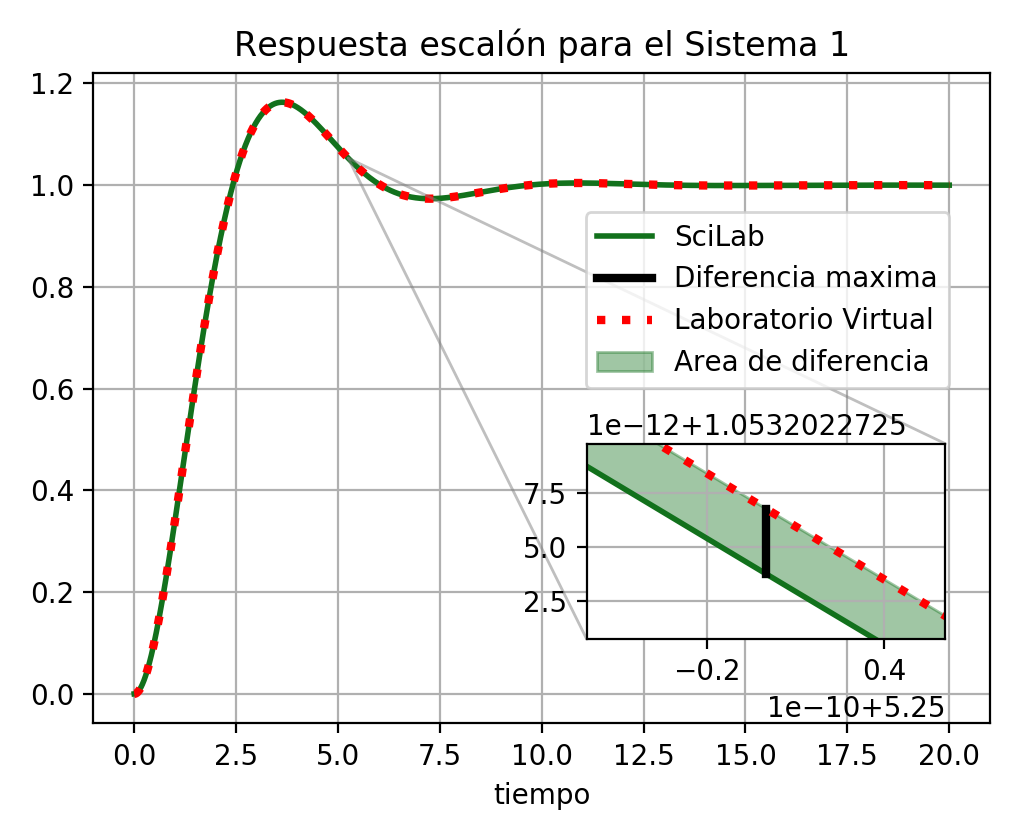 Respuesta escalón para el Sistema 1
1.2
1.0
0.8
0.6
0.4
0.2
0.0
SciLab
Diferencia maxima
Laboratorio Virtual
Area de diferencia
1e−12+1.0532022725
7.5
5.0
2.5
−0.2 0.4
1e−10+5.25
0.0 2.5 5.0 7.5 10.0 12.5 15.0 17.5 20.0
tiempo